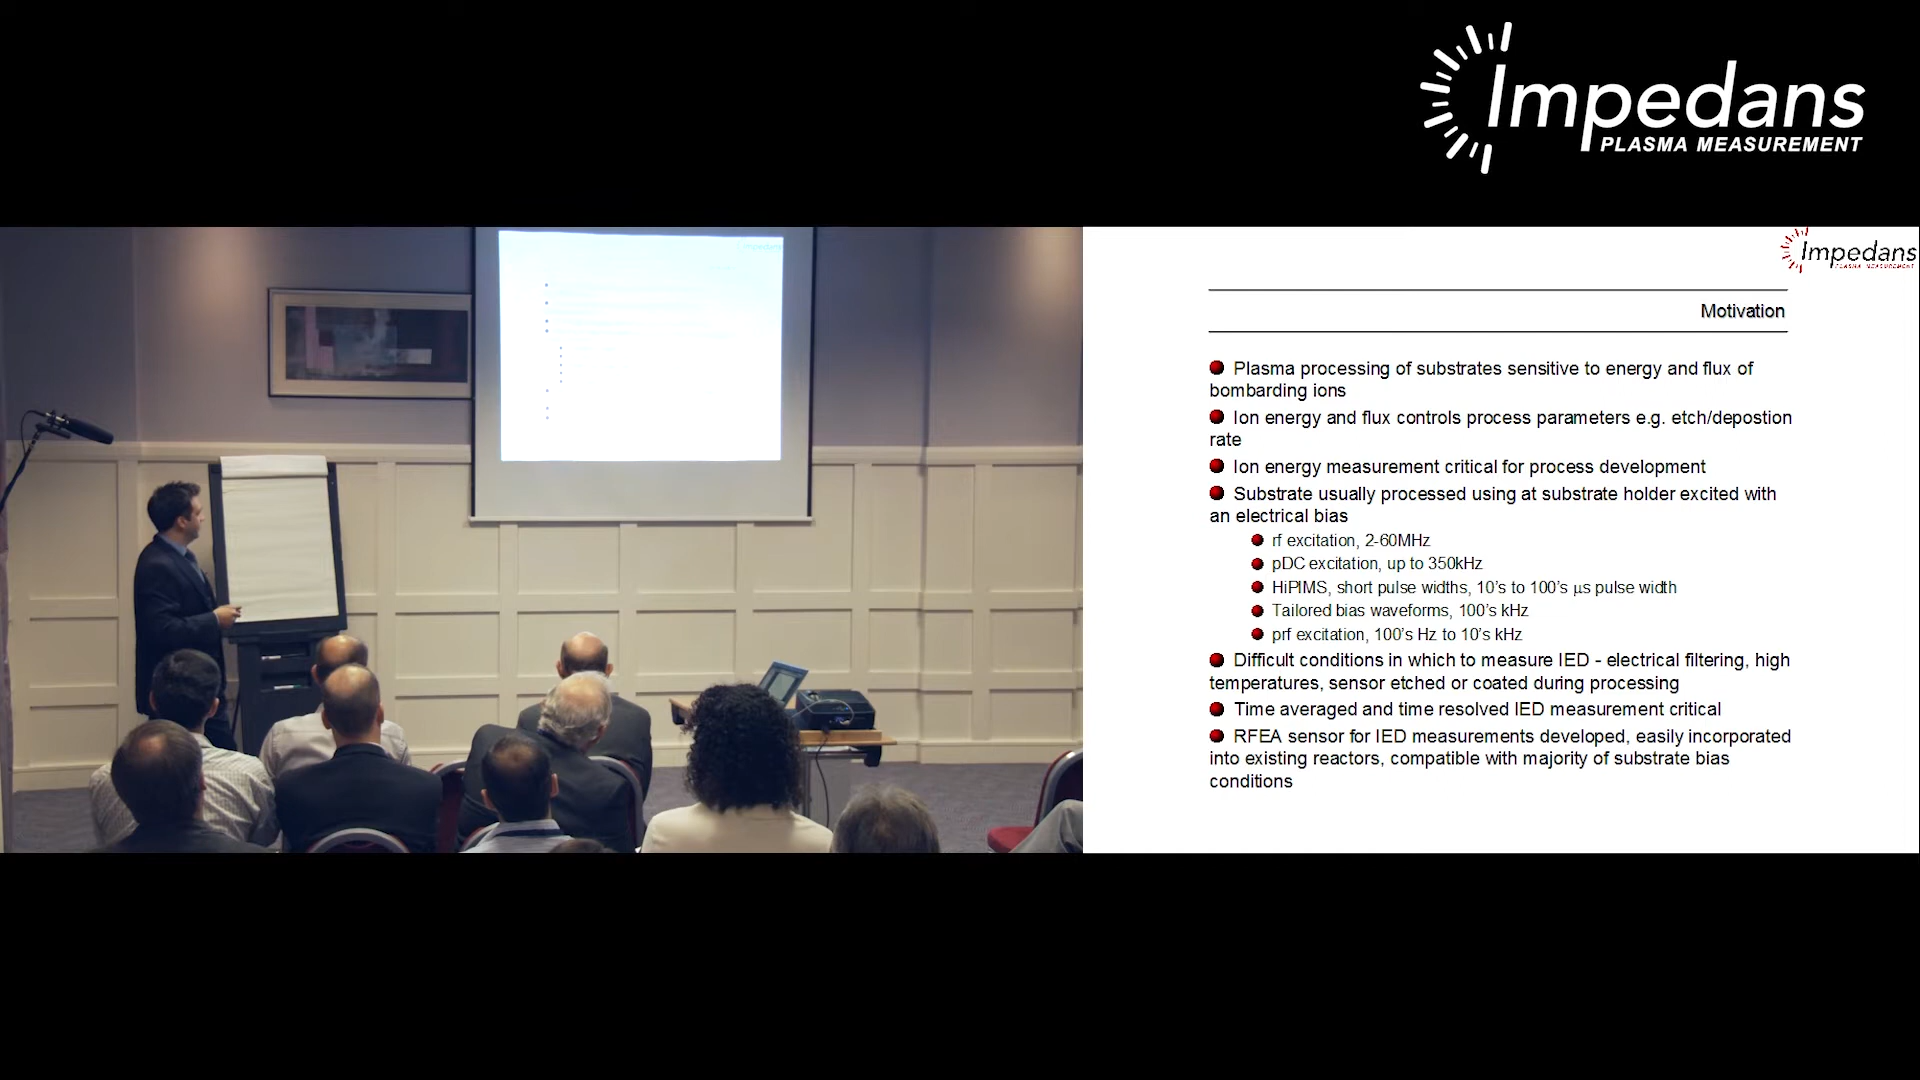 Impedans
PLASMA MEASUREMENT
Impedans
PLASMA MEASUREMENT
Motivation
Plasma processing of substrates sensitive to energy and flux of
bombarding ions
Ion energy and flux controls process parameters e.g. etch/depostion
rate
Ion energy measurement critical for process development
Substrate usually processed using at substrate holder excited with
an electrical bias
rf excitation, 2-60MHz
pDC excitation, up to 350kHz
HiPIMS, short pulse widths, 10’s to 100’s μs pulse width
Tailored bias waveforms, 100’s kHz
prf excitation, 100’s Hz to 10’s kHz
Difficult conditions in which to measure IED - electrical filtering, high
temperatures, sensor etched or coated during processing
Time averaged and time resolved IED measurement critical
RFEA sensor for IED measurements developed, easily incorporated
into existing reactors, compatible with majority of substrate bias
conditions